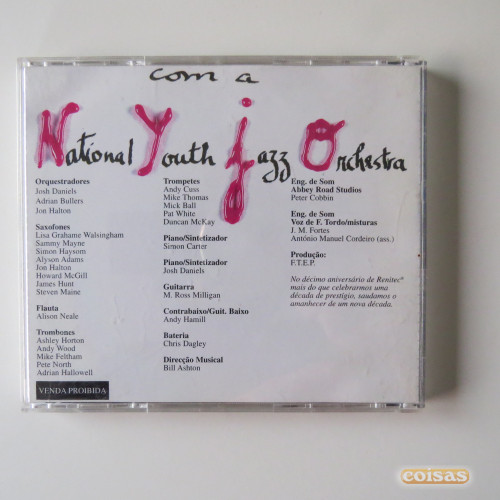 com a
National Youth jazz Orchestra
Orquestradores
Josh Daniels
Adrian Bullers
Jon Halton
Saxofones
Lisa Grahame Walsingham
Sammy Mayne
Simon Haysom
Alyson Adams
Jon Halton
Howard McGill
James Hunt
Steven Maine
Flauta
Alison Neale
Trombones
Ashley Horton
Andy Wood
Mike Feltham
Pete North
Adrian Hallowell
VENDA PROIBIDA
Trompetes
Andy Cuss
Mike Thomas
Mick Ball
Pat White
Duncan McKay
Piano/Sintetizador
Simon Carter
Piano/Sintetizador
Josh Daniels
Guitarra
M. Ross Milligan
Contrabaixo/Guit. Baixo
Andy Hamill
Bateria
Chris Dagley
Direcção Musical
Bill Ashton
Eng. de Som
Abbey Road Studios
Peter Cobbin
Eng. de Som
Voz de F. Tordo/misturas
J. M. Fortes
António Manuel Cordeiro (ass.)
Produção:
F.T.E.P.
No décimo aniversário de Renitec®
mais do que celebrarmos uma
década de prestígio, saudamos o
amanhecer de um nova década.
coisas